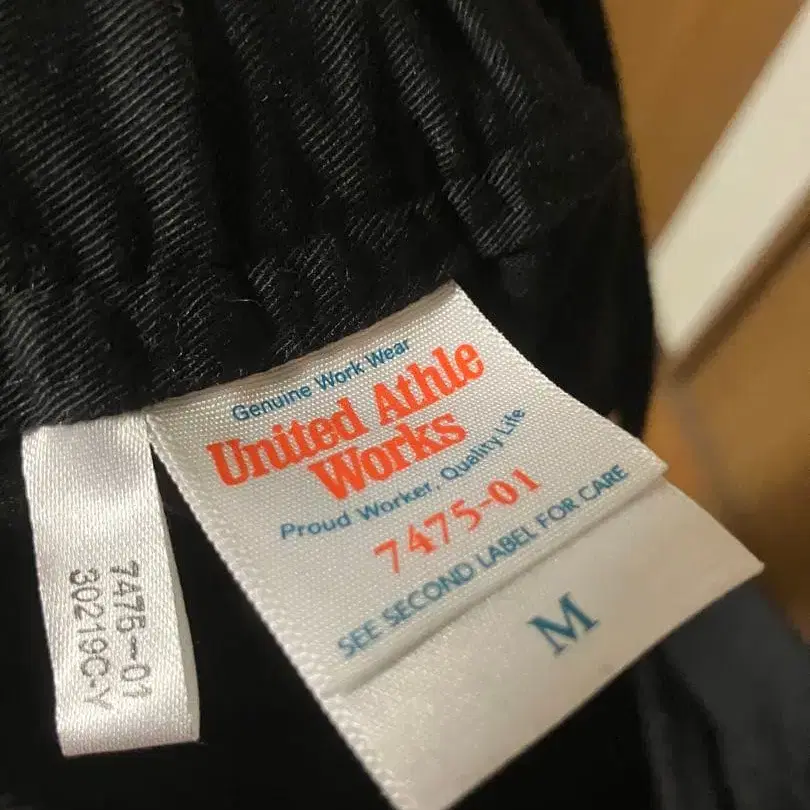 Genuine Work Wear
United Athle
Works
Proud Worker, Quality Life
7475-01
SEE SECOND LABEL FOR CARE
M
7475-01
30219C-Y